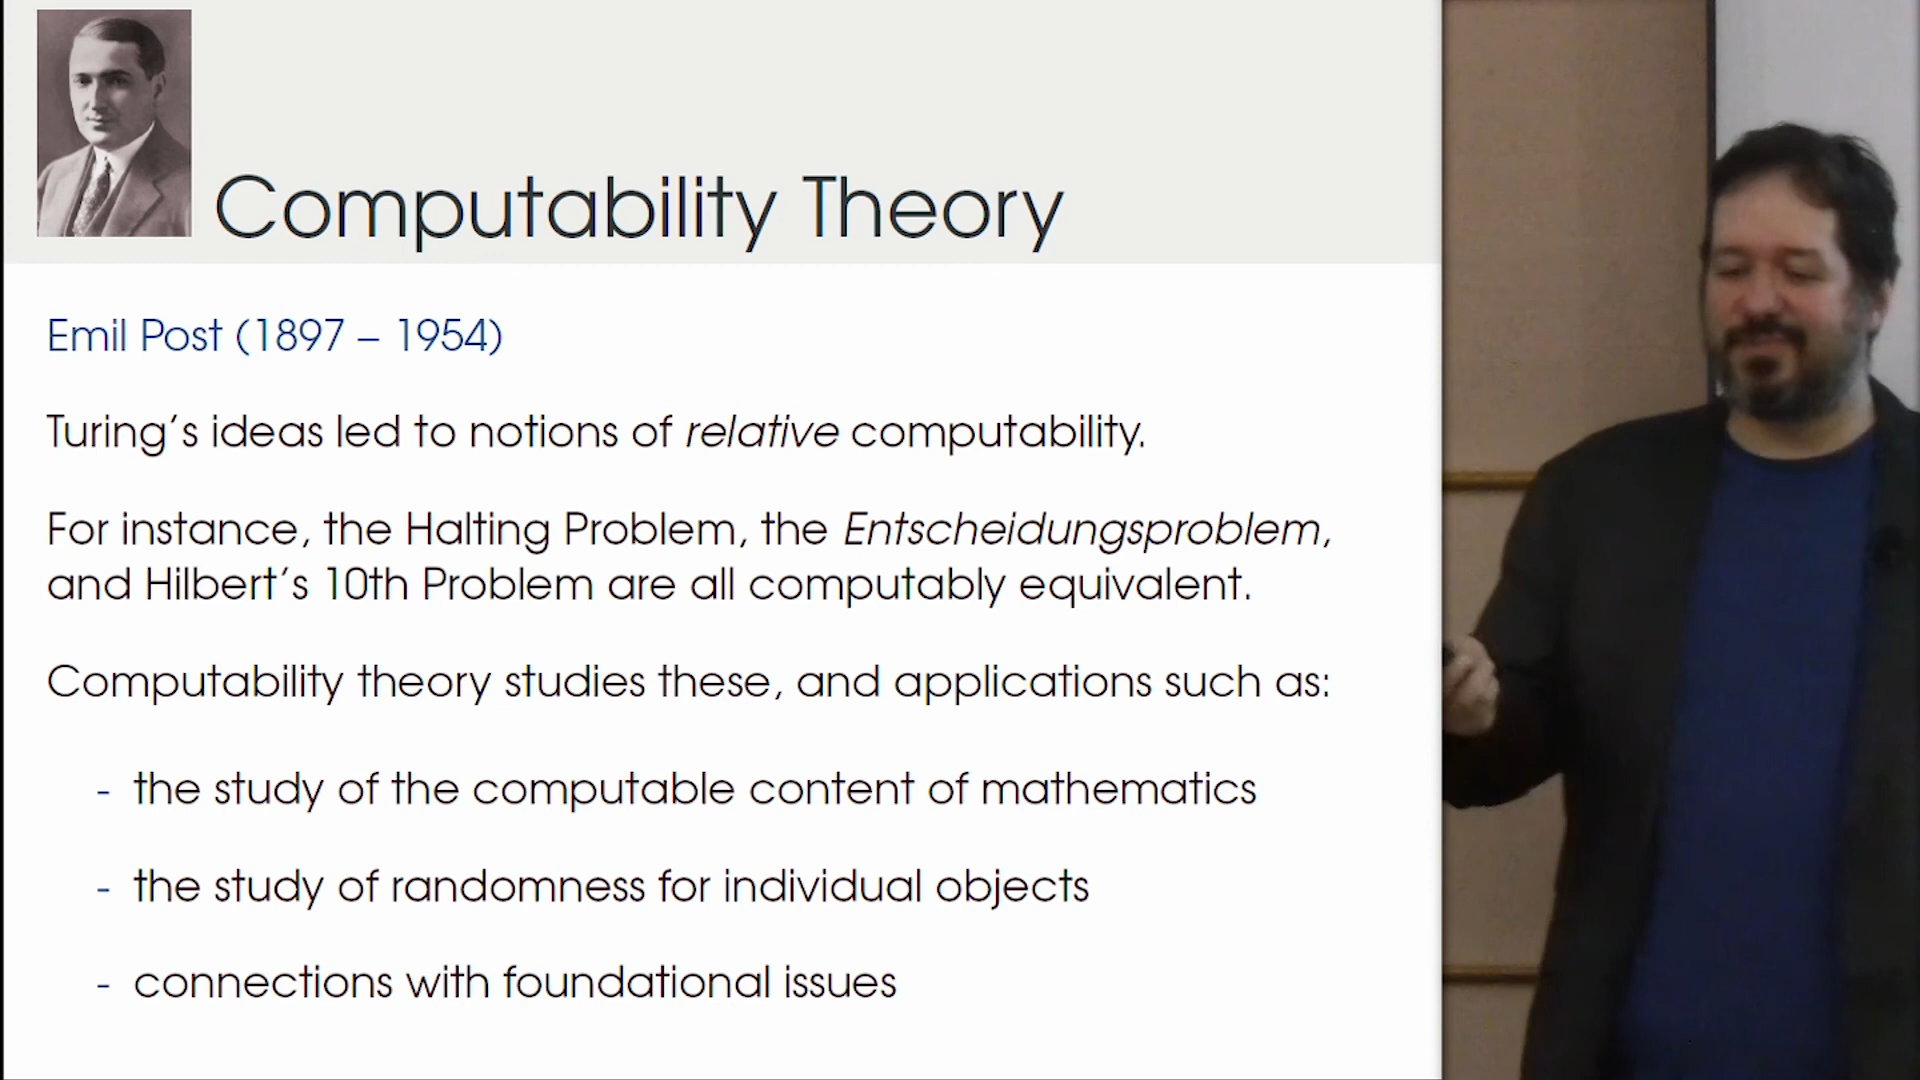 Computability Theory
Emil Post (1897 – 1954)
Turing's ideas led to notions of relative computability.
For instance, the Halting Problem, the Entscheidungsproblem,
and Hilbert's 10th Problem are all computably equivalent.
Computability theory studies these, and applications such as:
- the study of the computable content of mathematics
- the study of randomness for individual objects
- connections with foundational issues